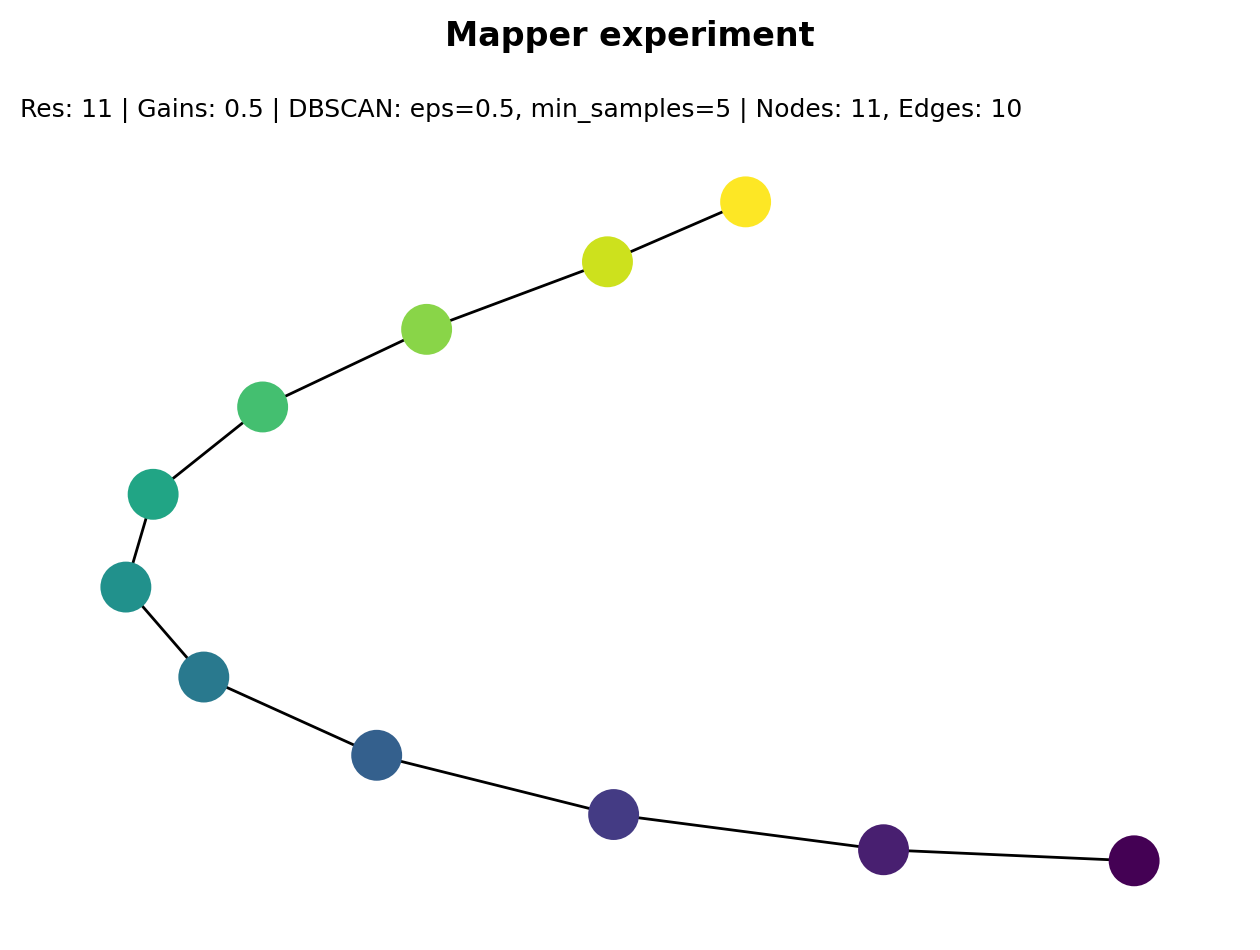 Mapper experiment
Res: 11 | Gains: 0.5 | DBSCAN: eps=0.5, min_samples=5 | Nodes: 11, Edges: 10